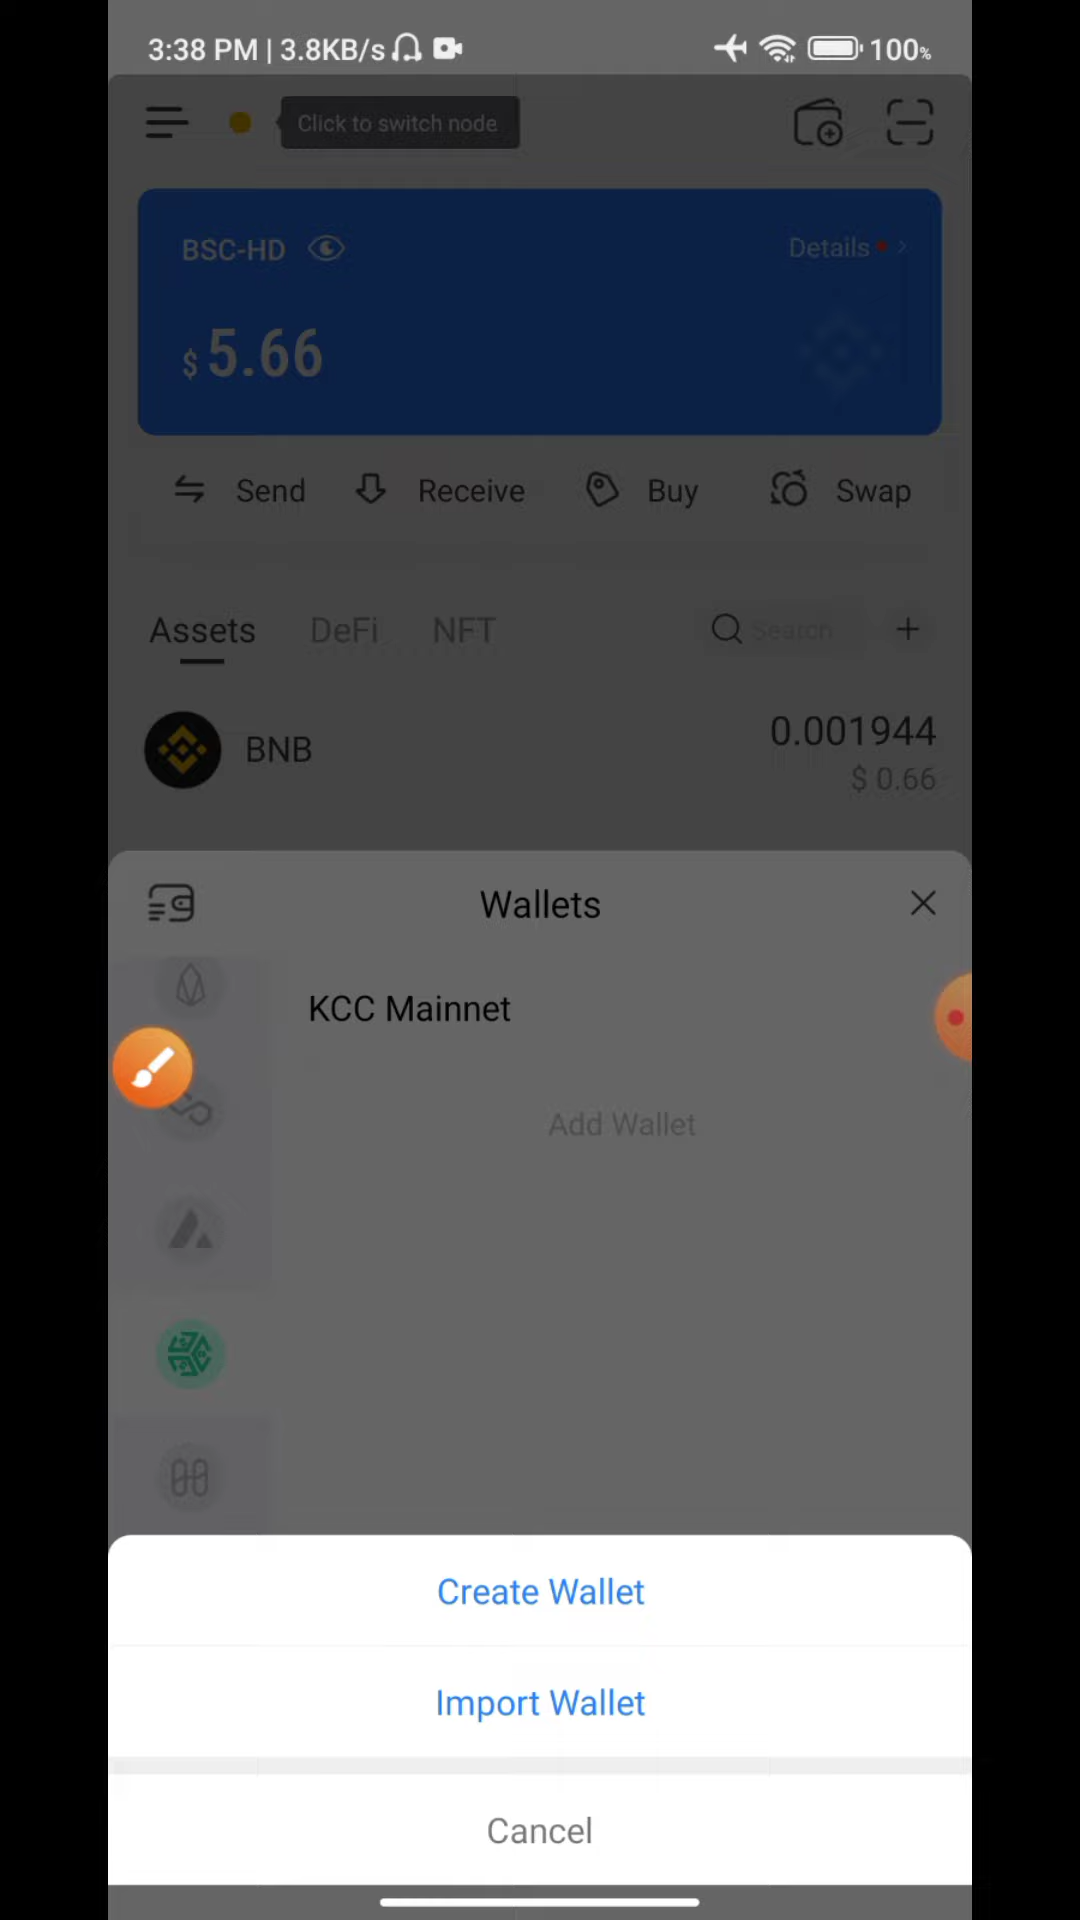 3:38 PM | 3.8KB/s 100%
Click to switch node
BSC-HD Details
$ 5.66
Send Receive Buy Swap
Assets DeFi NFT Search
BNB 0.001944
$ 0.66
Wallets
KCC Mainnet
Add Wallet
Create Wallet
Import Wallet
Cancel